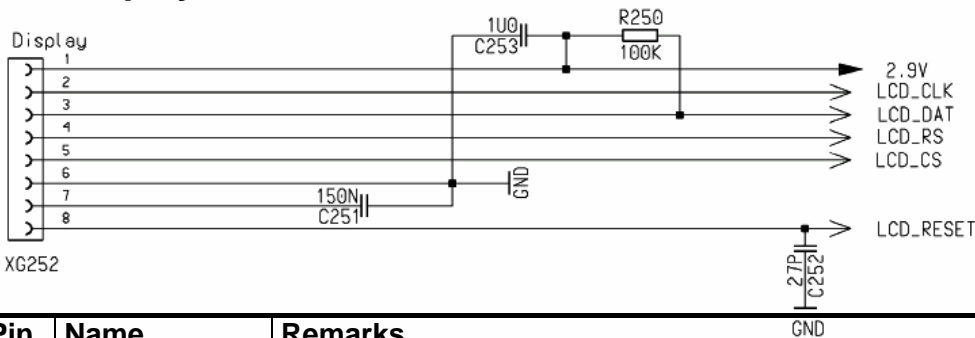 1U0
C253
R250
100K
Display
1
2
3
4
5
6
7
8
2.9V
LCD_CLK
LCD_DAT
LCD_RS
LCD_CS
GND
150N
C251
LCD_RESET
XG252
27P
C252
GND
Pin Name Remarks